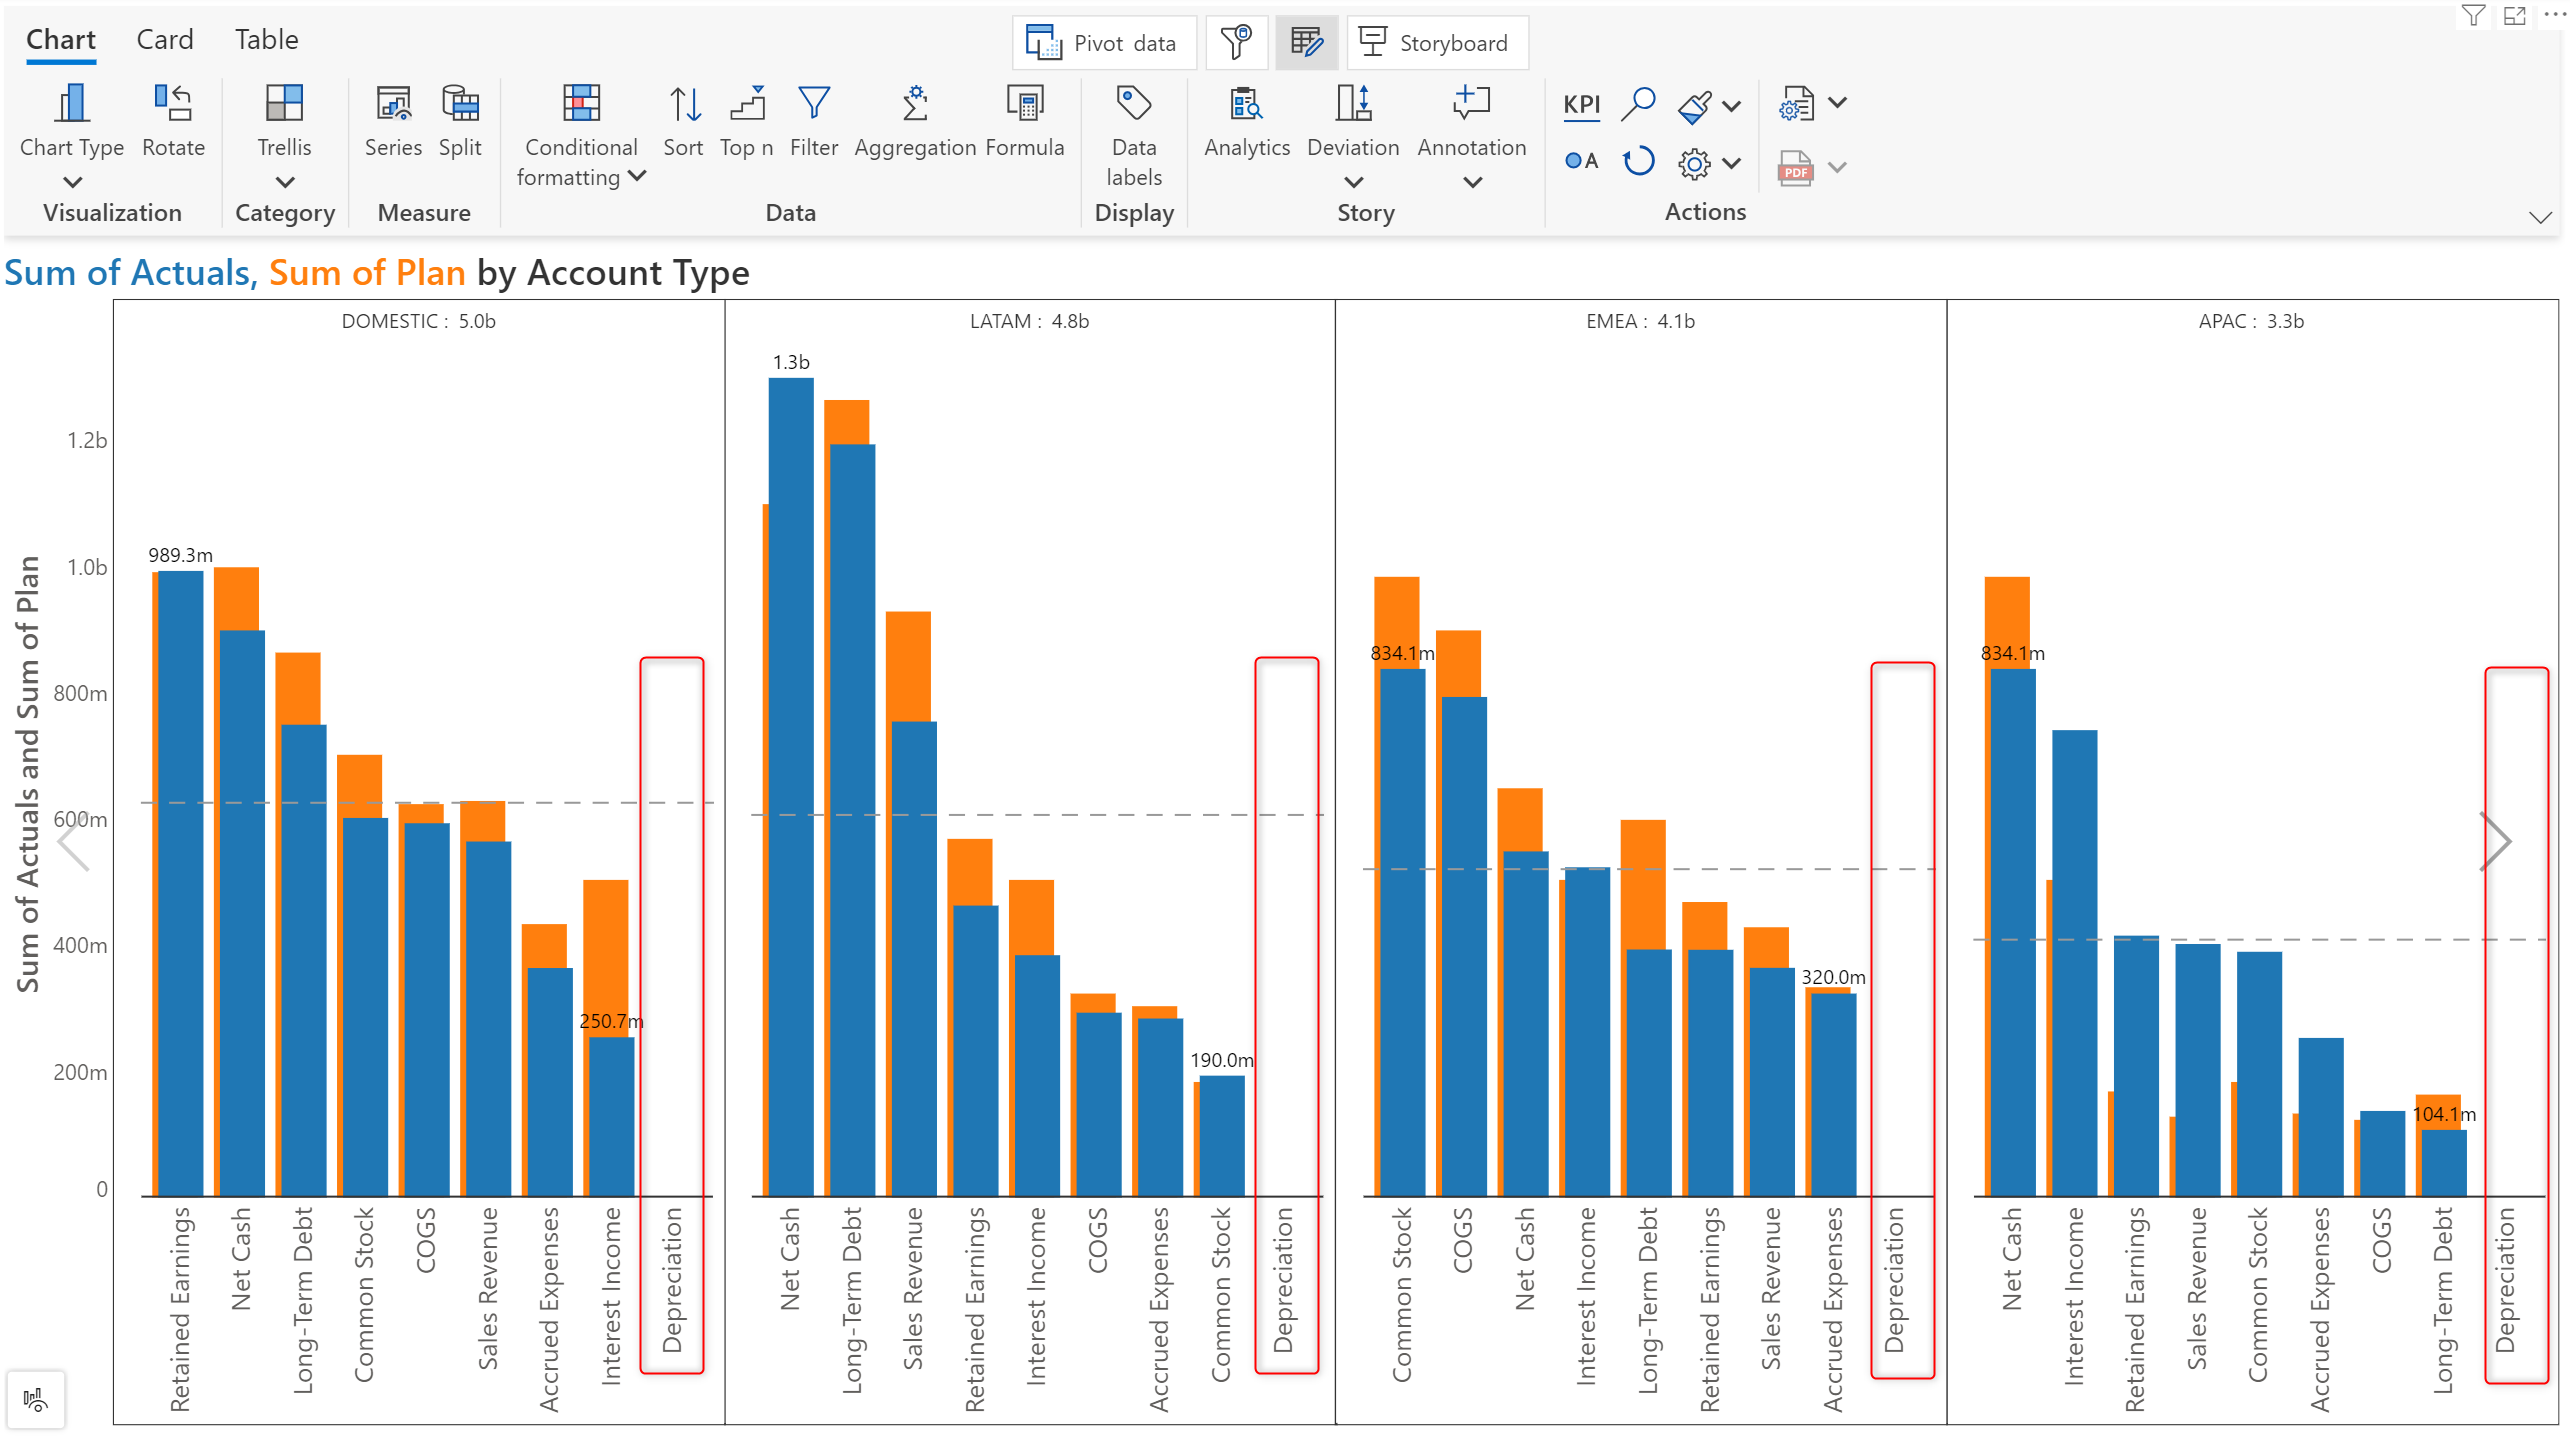 Chart Card Table
Pivot data
Storyboard
Chart Type
Rotate
Trellis
Series
Split
Conditional
formatting
Sort
Top n
Filter
Aggregation
Formula
Data
labels
Analytics
Deviation
Annotation
KPI
A
PDF
Visualization
Category
Measure
Data
Display
Story
Actions
Sum of Actuals, Sum of Plan by Account Type
Sum of Actuals and Sum of Plan
1.2b
1.0b
800m
600m
400m
200m
0
DOMESTIC : 5.0b
989.3m
250.7m
Retained Earnings
Net Cash
Long-Term Debt
Common Stock
COGS
Sales Revenue
Accrued Expenses
Interest Income
Depreciation
LATAM : 4.8b
1.3b
190.0m
Net Cash
Long-Term Debt
Sales Revenue
Retained Earnings
Interest Income
COGS
Accrued Expenses
Common Stock
Depreciation
EMEA : 4.1b
834.1m
320.0m
Common Stock
COGS
Net Cash
Interest Income
Long-Term Debt
Retained Earnings
Sales Revenue
Accrued Expenses
Depreciation
APAC : 3.3b
834.1m
104.1m
Net Cash
Interest Income
Retained Earnings
Sales Revenue
Common Stock
Accrued Expenses
COGS
Long-Term Debt
Depreciation